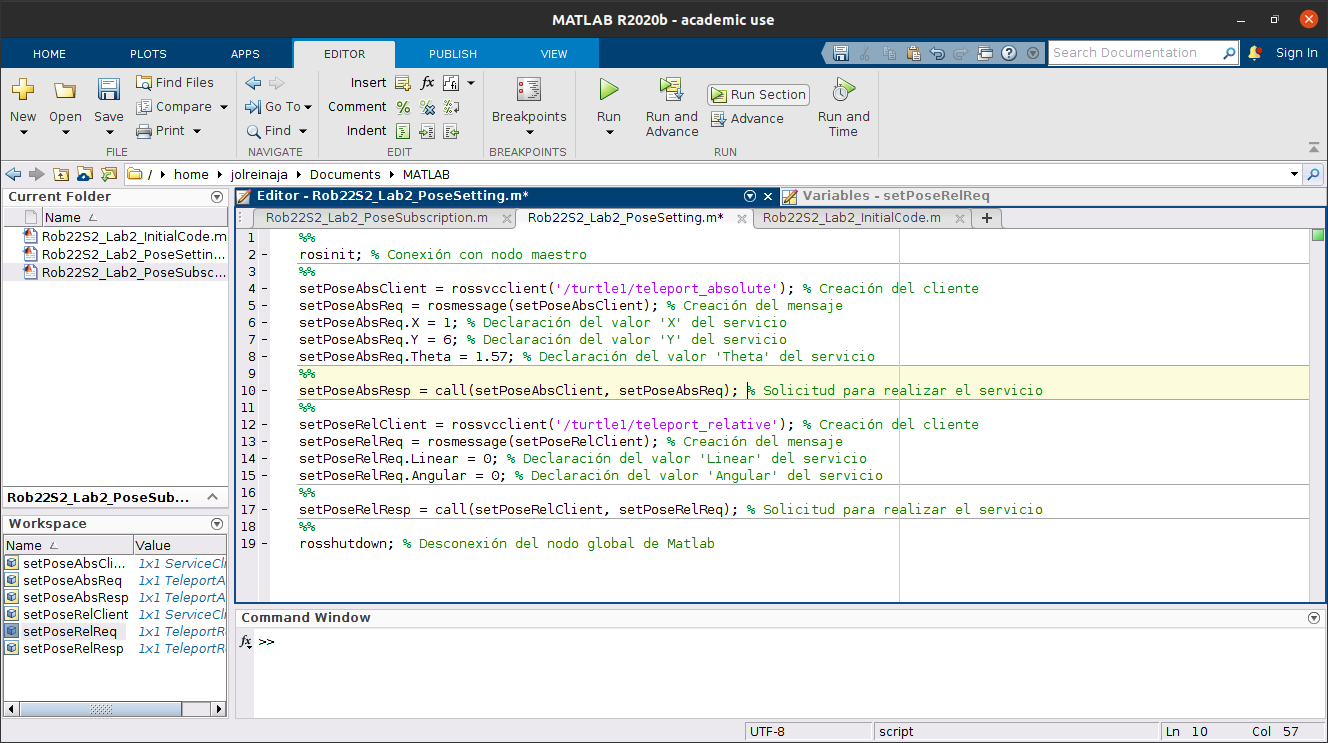 MATLAB R2020b - academic use
HOME PLOTS APPS EDITOR PUBLISH VIEW Search Documentation Sign In
New Open Save Find Files Compare Print
FILE
Go To Find
NAVIGATE
Insert fx
Comment
Indent
EDIT
Breakpoints
BREAKPOINTS
Run Run and Advance Run Section Advance Run and Time
RUN
/ home jolreinaja Documents MATLAB
Current Folder
Name
Rob22S2_Lab2_InitialCode.m
Rob22S2_Lab2_PoseSettin...
Rob22S2_Lab2_PoseSubsc...
Rob22S2_Lab2_PoseSub...
Workspace
Name Value
setPoseAbsCli... 1x1 ServiceCli
setPoseAbsReq 1x1 TeleportA
setPoseAbsResp 1x1 TeleportA
setPoseRelClient 1x1 ServiceCli
setPoseRelReq 1x1 TeleportR
setPoseRelResp 1x1 TeleportR
Editor - Rob22S2_Lab2_PoseSetting.m*
Variables - setPoseRelReq
Rob22S2_Lab2_PoseSubscription.m Rob22S2_Lab2_PoseSetting.m* Rob22S2_Lab2_InitialCode.m +
1 %%
2 - rosinit; % Conexión con nodo maestro
3 %%
4 - setPoseAbsClient = rossvcclient('/turtle1/teleport_absolute'); % Creación del cliente
5 - setPoseAbsReq = rosmessage(setPoseAbsClient); % Creación del mensaje
6 - setPoseAbsReq.X = 1; % Declaración del valor 'X' del servicio
7 - setPoseAbsReq.Y = 6; % Declaración del valor 'Y' del servicio
8 - setPoseAbsReq.Theta = 1.57; % Declaración del valor 'Theta' del servicio
9 %%
10 - setPoseAbsResp = call(setPoseAbsClient, setPoseAbsReq); % Solicitud para realizar el servicio
11 %%
12 - setPoseRelClient = rossvcclient('/turtle1/teleport_relative'); % Creación del cliente
13 - setPoseRelReq = rosmessage(setPoseRelClient); % Creación del mensaje
14 - setPoseRelReq.Linear = 0; % Declaración del valor 'Linear' del servicio
15 - setPoseRelReq.Angular = 0; % Declaración del valor 'Angular' del servicio
16 %%
17 - setPoseRelResp = call(setPoseRelClient, setPoseRelReq); % Solicitud para realizar el servicio
18 %%
19 - rosshutdown; % Desconexión del nodo global de Matlab
Command Window
fx >>
UTF-8 script Ln 10 Col 57